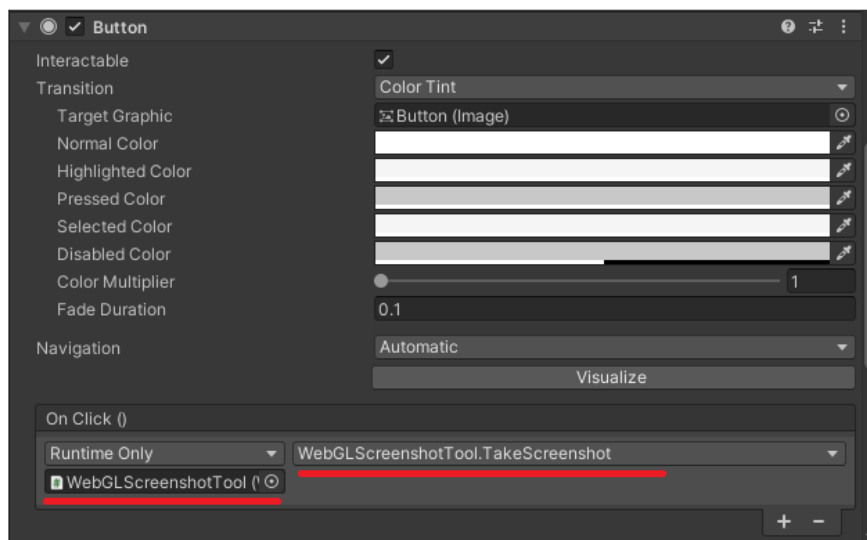 Button
Interactable
Transition Color Tint
Target Graphic Button (Image)
Normal Color
Highlighted Color
Pressed Color
Selected Color
Disabled Color
Color Multiplier 1
Fade Duration 0.1
Navigation Automatic
Visualize
On Click ()
Runtime Only WebGLScreenshotTool.TakeScreenshot
WebGLScreenshotTool (